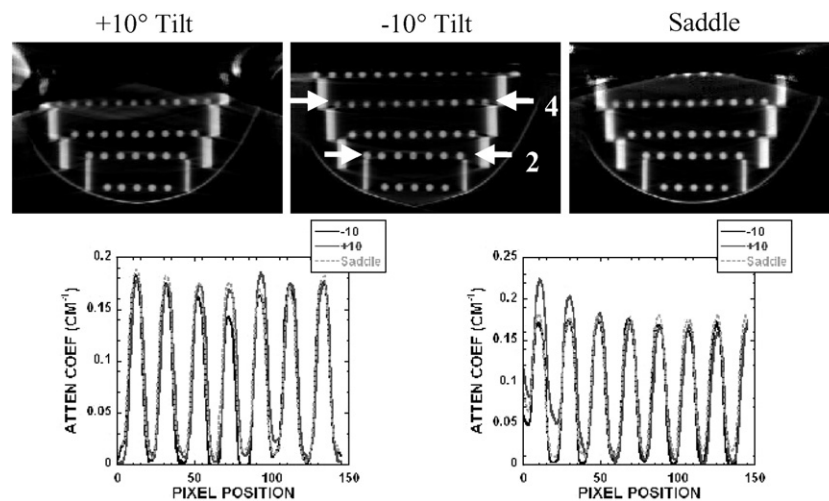 +10° Tilt
-10° Tilt
Saddle
4
2
-10
+10
Saddle
0.2
0.15
0.1
0.05
0
0 50 100 150
ATTEN COEF (CM-1)
PIXEL POSITION
-10
+10
Saddle
0.25
0.2
0.15
0.1
0.05
0
0 50 100 150
ATTEN COEF (CM-1)
PIXEL POSITION